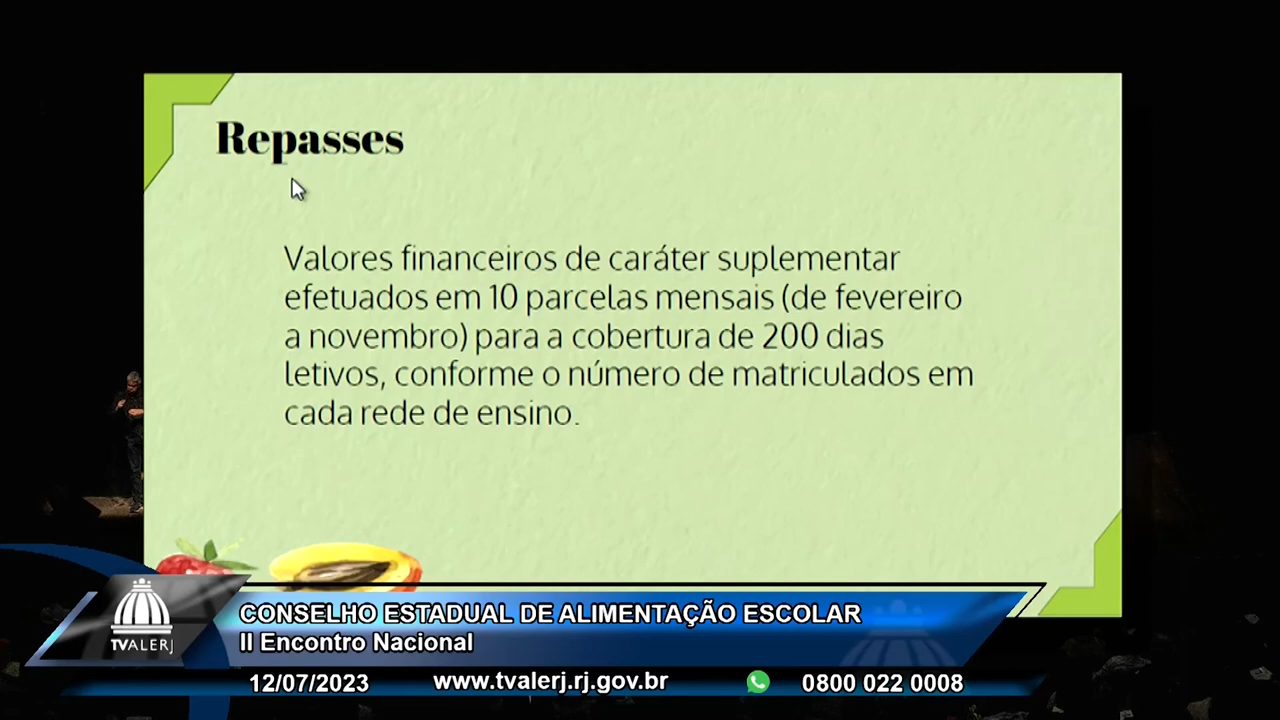 Repasses
Valores financeiros de caráter suplementar
efetuados em 10 parcelas mensais (de fevereiro
a novembro) para a cobertura de 200 dias
letivos, conforme o número de matriculados em
cada rede de ensino.
CONSELHO ESTADUAL DE ALIMENTAÇÃO ESCOLAR
II Encontro Nacional
TVALERJ
12/07/2023 www.tvalerj.rj.gov.br 0800 022 0008